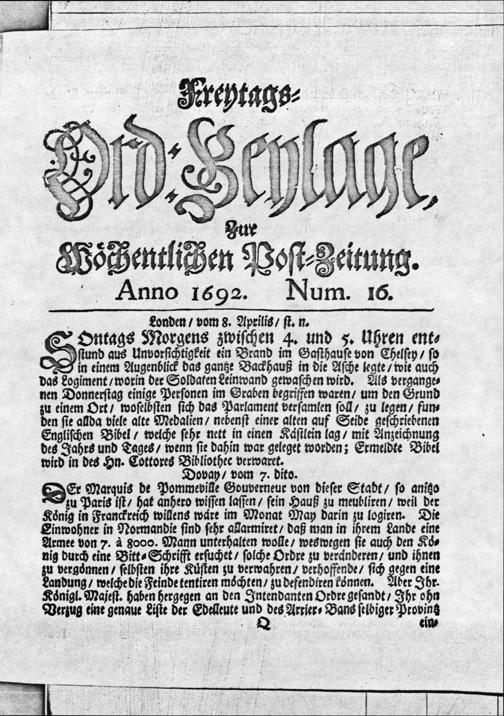 Freytags-
Ord-Beylage,
Zur
Wöchentlichen Post-Zeitung.
Anno 1692. Num. 16.
Londen / vom 8. Aprilis / st. n.
SOntags Morgens zwischen 4. und 5. Uhren ent-
stund aus Unvorsichtigkeit ein Brand im Gasthause von Chelsey / so
in einem Augenblick das gantze Backhauß in die Asche legte / wie auch
das Logiment / worin der Soldaten Leinwand gewaschen wird. Als vergange-
nen Donnerstag einige Personen im Graben begriffen waren / um den Grund
zu einem Ort / woselbsten sich das Parlament versamlen soll / zu legen / fun-
den sie allda viele alte Medalien / nebenst einer alten auf Seide geschriebenen
Englischen Bibel / welche sehr nett in einen Kästlein lag / mit Anzeichnung
des Jahrs und Tages / wenn sie dahin war geleget worden; Ermeldte Bibel
wird in des Hn. Cottores Bibliothec verwaret.
Dovay / vom 7. dito.
DEr Marquis de Pommeville Gouverneur von dieser Stadt / so anitzo
zu Paris ist / hat anhero wissen lassen / sein Hauß zu meubliren / weil der
König in Franckreich willens wäre im Monat May darin zu logiren. Die
Einwohner in Normandie sind sehr allarmiret / daß man in ihrem Lande eine
Armee von 7. à 8000. Mann unterhalten wolle / weswegen sie auch den Kö-
nig durch eine Bitt-Schrifft ersuchet / solche Ordre zu veränderen / und ihnen
zu vergönnen / selbsten ihre Küsten zu verwahren / verhoffende / sich gegen eine
Landung / welche die Feinde tentiren möchten / zu defendiren können. Aber Ihr.
Königl. Majest. haben hergegen an den Intendanten Ordre gesandt / Ihr ohn
Verzug eine genaue Liste der Edelleute und des Arrier-Bans selbiger Provintz
Q ein-